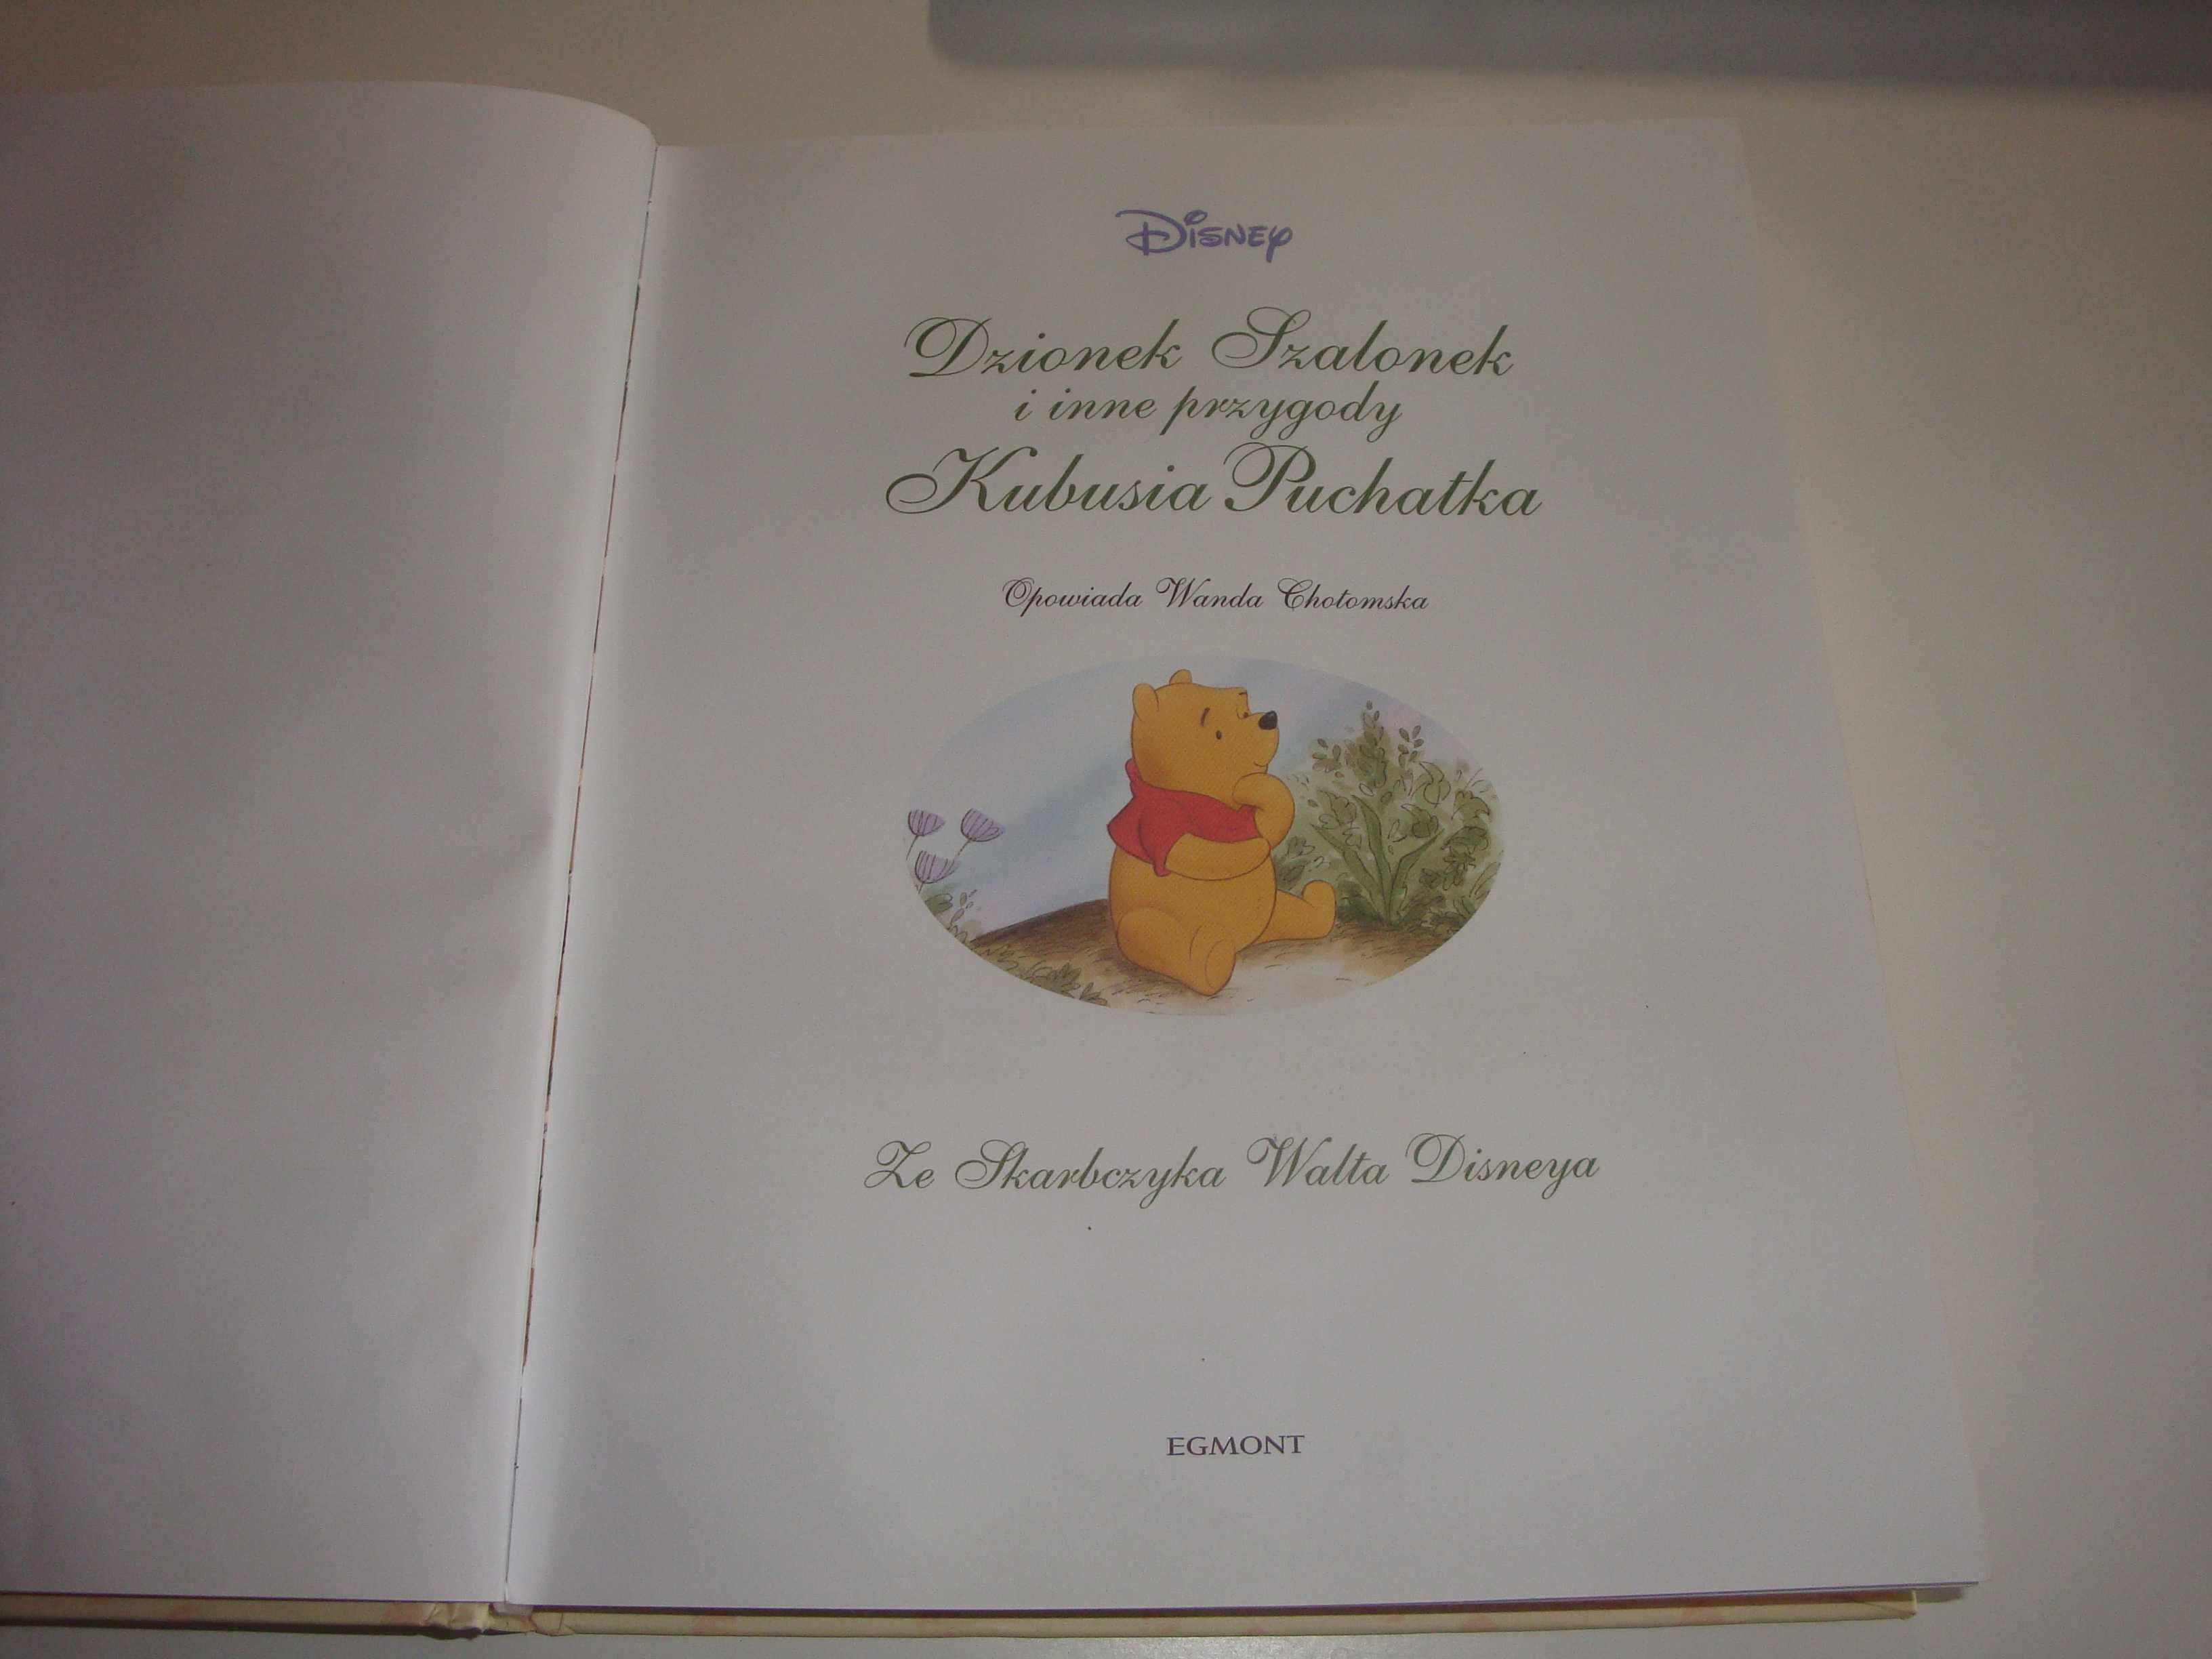 Disney
Dzionek Szalonek
i inne przygody
Kubusia Puchatka
Opowiada Wanda Chotomska
Ze Skarbczyka Walta Disneya
EGMONT